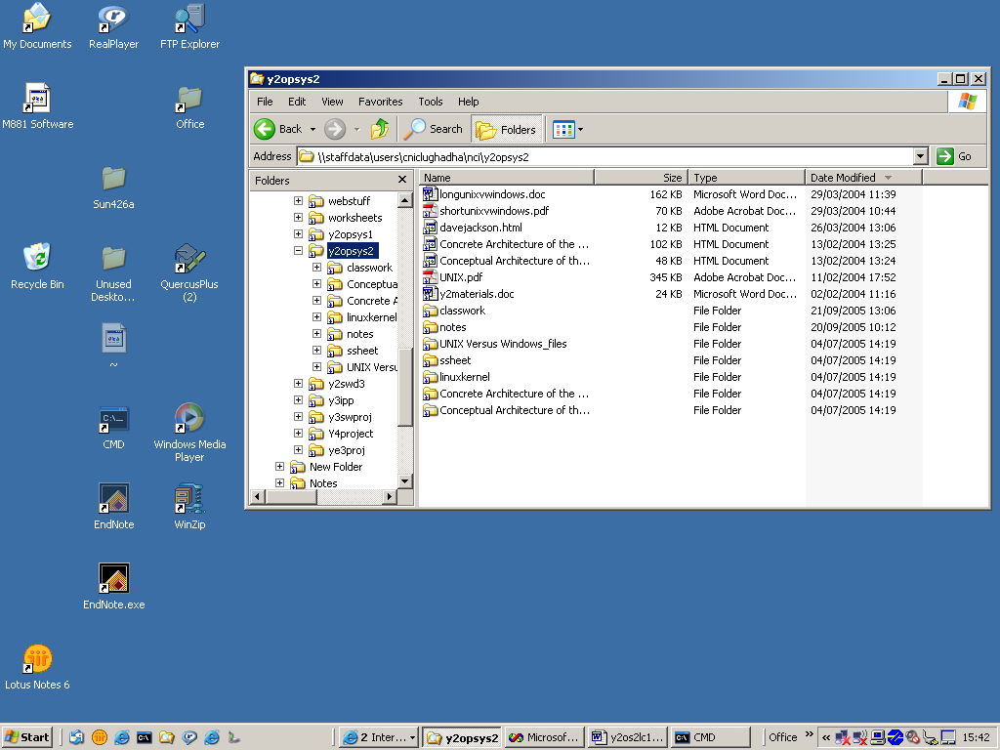 My Documents
RealPlayer
FTP Explorer
M881 Software
Office
Sun426a
Recycle Bin
Unused
Deskto...
QuercusPlus
(2)
~
C:\_
CMD
Windows Media
Player
EndNote
WinZip
EndNote.exe
Lotus Notes 6
y2opsys2
File Edit View Favorites Tools Help
Back Search Folders
Address \\staffdata\users\cniclughadha\nci\y2opsys2 Go
Folders
webstuff
worksheets
y2opsys1
y2opsys2
classwork
Conceptua
Concrete A
linuxkernel
notes
ssheet
UNIX Versu
y2swd3
y3ipp
y3swproj
Y4project
ye3proj
New Folder
Notes
Name Size Type Date Modified
longunixvwindows.doc 162 KB Microsoft Word Doc... 29/03/2004 11:39
shortunixvwindows.pdf 70 KB Adobe Acrobat Doc... 29/03/2004 10:44
davejackson.html 12 KB HTML Document 26/03/2004 13:06
Concrete Architecture of the ... 102 KB HTML Document 13/02/2004 13:25
Conceptual Architecture of th... 48 KB HTML Document 13/02/2004 13:24
UNIX.pdf 345 KB Adobe Acrobat Doc... 11/02/2004 17:52
y2materials.doc 24 KB Microsoft Word Doc... 02/02/2004 11:16
classwork File Folder 21/09/2005 13:06
notes File Folder 20/09/2005 10:12
UNIX Versus Windows_files File Folder 04/07/2005 14:19
ssheet File Folder 04/07/2005 14:19
linuxkernel File Folder 04/07/2005 14:19
Concrete Architecture of the ... File Folder 04/07/2005 14:19
Conceptual Architecture of th... File Folder 04/07/2005 14:19
Start 2 Inter... y2opsys2 Microsof... y2os2lc1... CMD Office » « 15:42